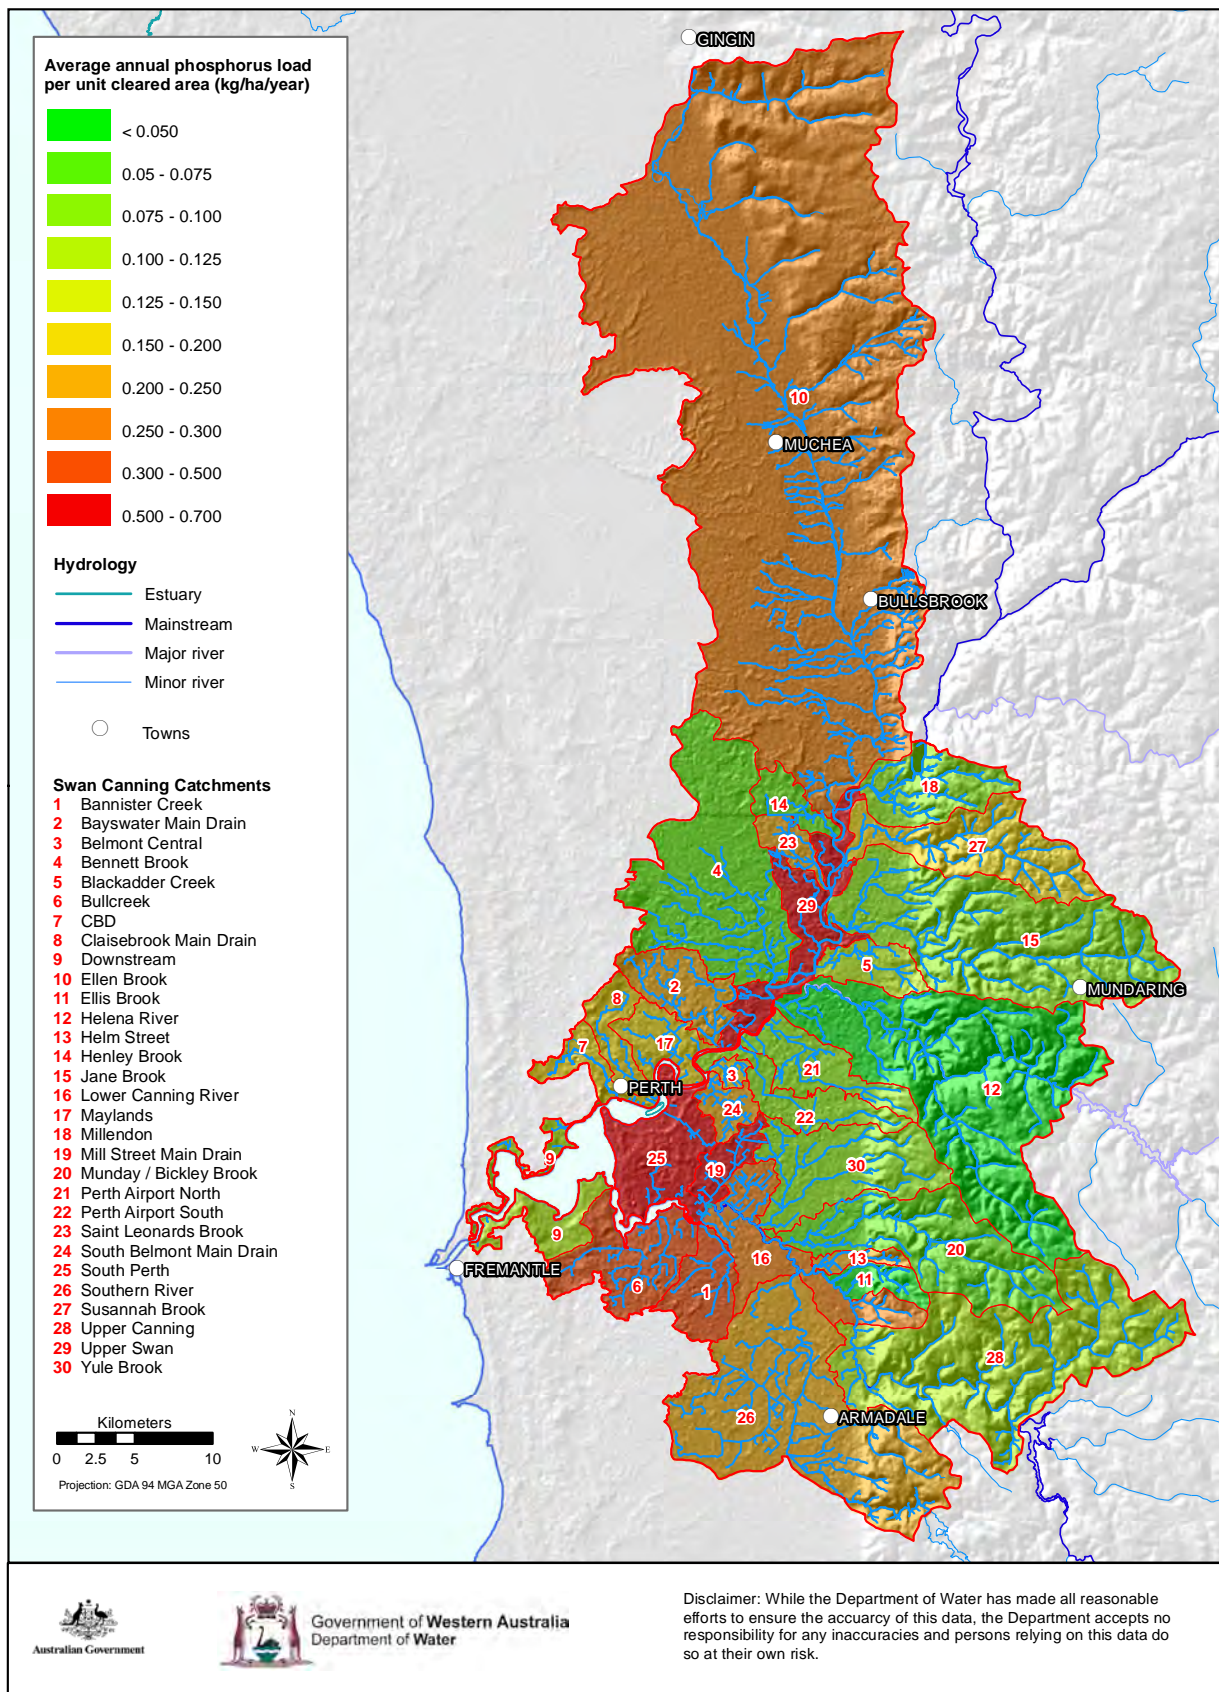 Average annual phosphorus load
per unit cleared area (kg/ha/year)
< 0.050
0.05 - 0.075
0.075 - 0.100
0.100 - 0.125
0.125 - 0.150
0.150 - 0.200
0.200 - 0.250
0.250 - 0.300
0.300 - 0.500
0.500 - 0.700
Hydrology
Estuary
Mainstream
Major river
Minor river
Towns
Swan Canning Catchments
1 Bannister Creek
2 Bayswater Main Drain
3 Belmont Central
4 Bennett Brook
5 Blackadder Creek
6 Bullcreek
7 CBD
8 Claisebrook Main Drain
9 Downstream
10 Ellen Brook
11 Ellis Brook
12 Helena River
13 Helm Street
14 Henley Brook
15 Jane Brook
16 Lower Canning River
17 Maylands
18 Millendon
19 Mill Street Main Drain
20 Munday / Bickley Brook
21 Perth Airport North
22 Perth Airport South
23 Saint Leonards Brook
24 South Belmont Main Drain
25 South Perth
26 Southern River
27 Susannah Brook
28 Upper Canning
29 Upper Swan
30 Yule Brook
Kilometers
0 2.5 5 10
N
W E
S
Projection: GDA 94 MGA Zone 50
GINGIN
10
MUCHEA
BULLSBROOK
18
14
23
27
4
29
15
5
MUNDARING
2
8
17
7
3
21
PERTH
12
24
22
9
25
19
30
9
16
13
20
FREMANTLE
11
6
1
28
26
ARMADALE
Australian Government
Government of Western Australia
Department of Water
Disclaimer: While the Department of Water has made all reasonable
efforts to ensure the accuarcy of this data, the Department accepts no
responsibility for any inaccuracies and persons relying on this data do
so at their own risk.